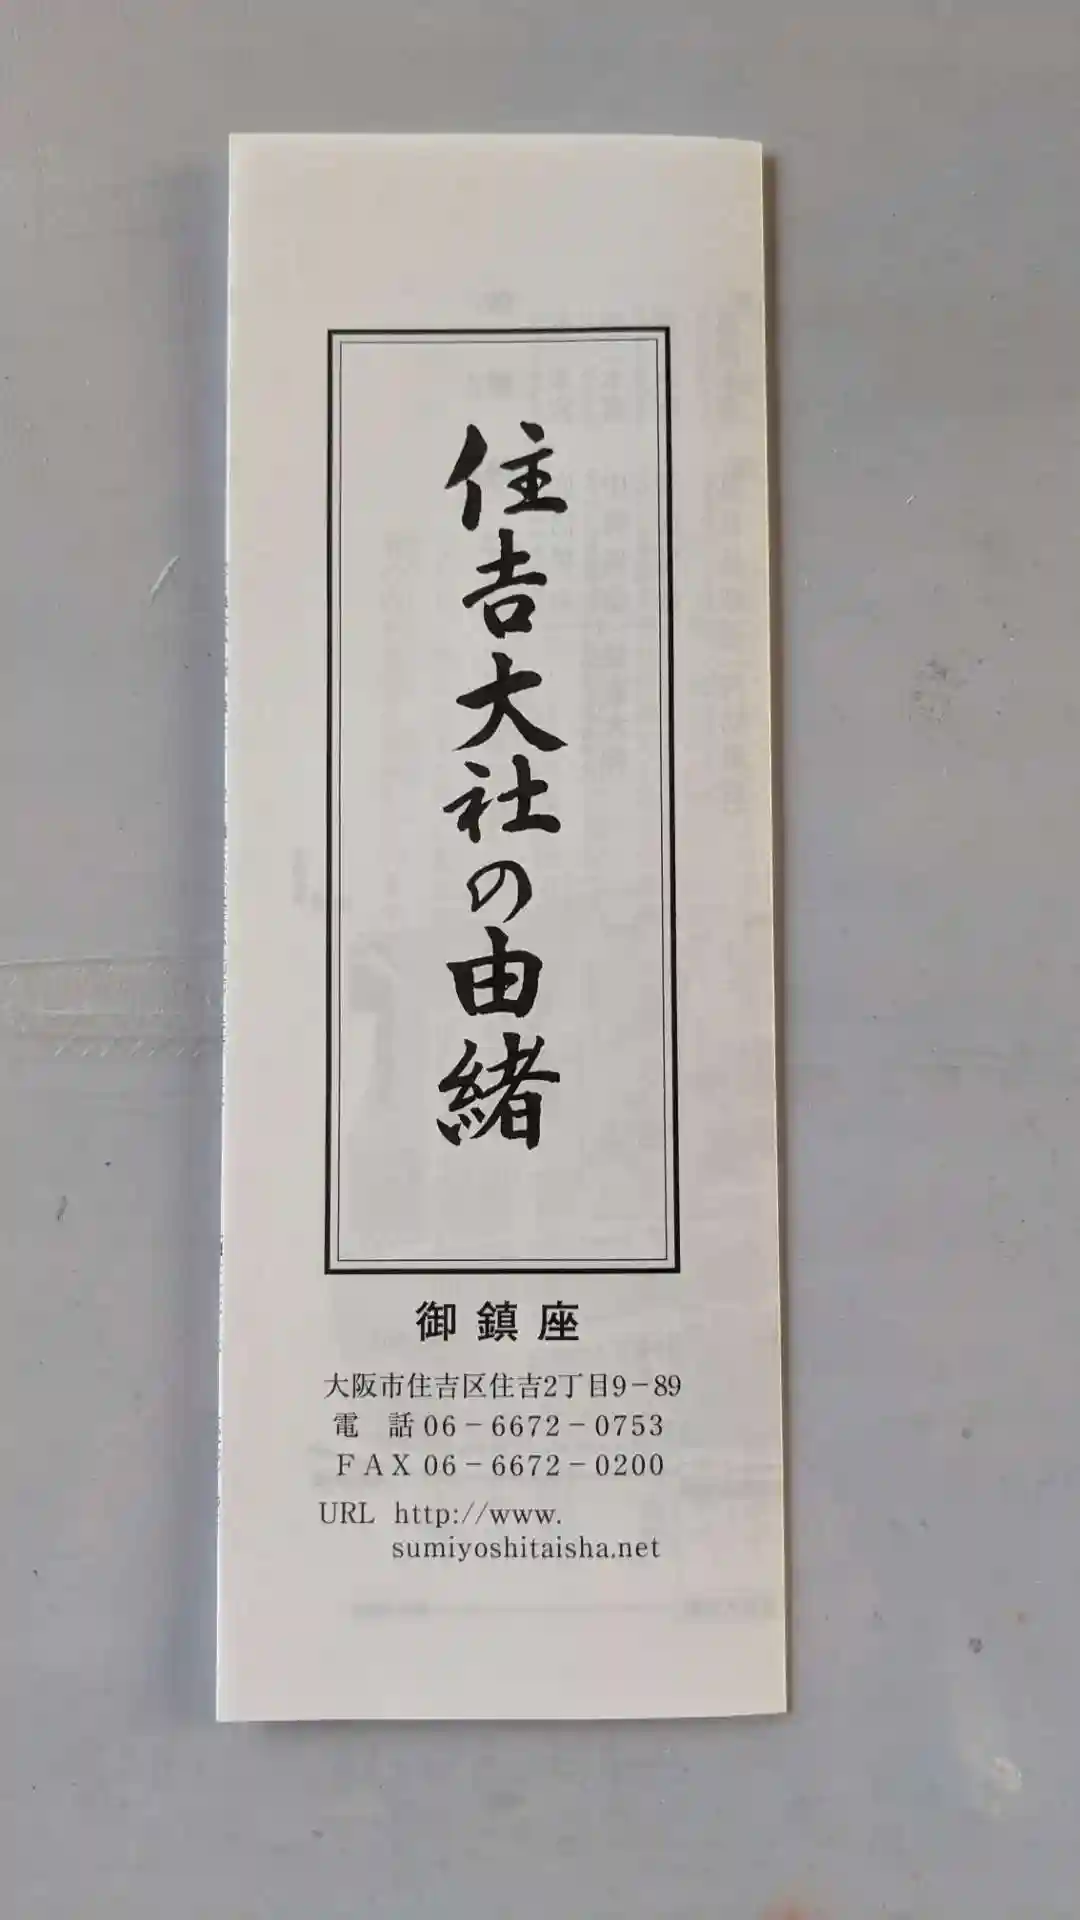 住吉大社の由緒
御鎮座
大阪市住吉区住吉2丁目9−89
電　話 06−6672−0753
ＦＡＸ 06−6672−0200
URL http://www.
sumiyoshitaisha.net